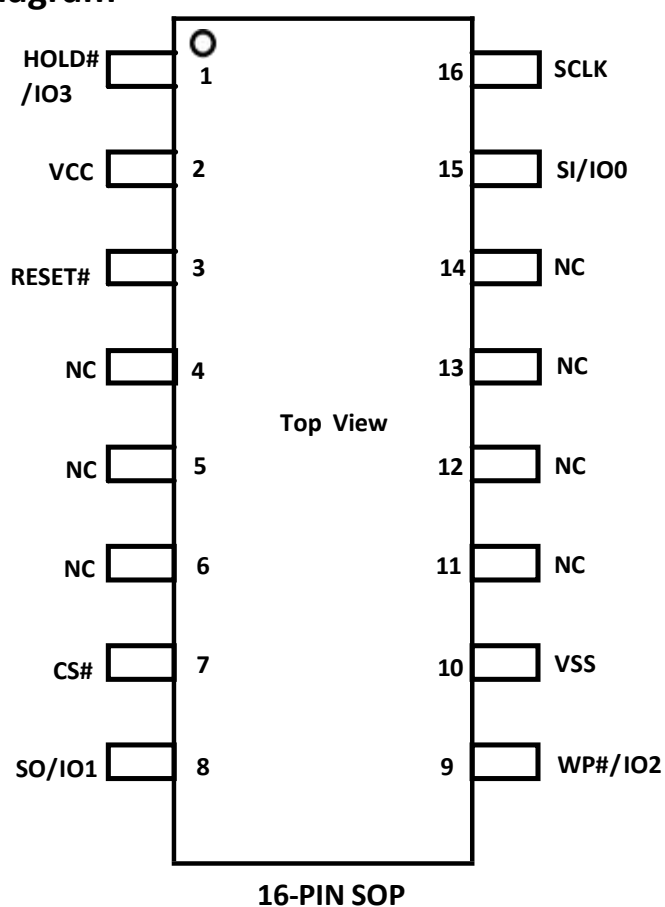 HOLD#
/IO3
1
16
SCLK
VCC
2
15
SI/IO0
RESET#
3
14
NC
NC
4
13
NC
Top View
NC
5
12
NC
NC
6
11
NC
CS#
7
10
VSS
SO/IO1
8
9
WP#/IO2
16-PIN SOP